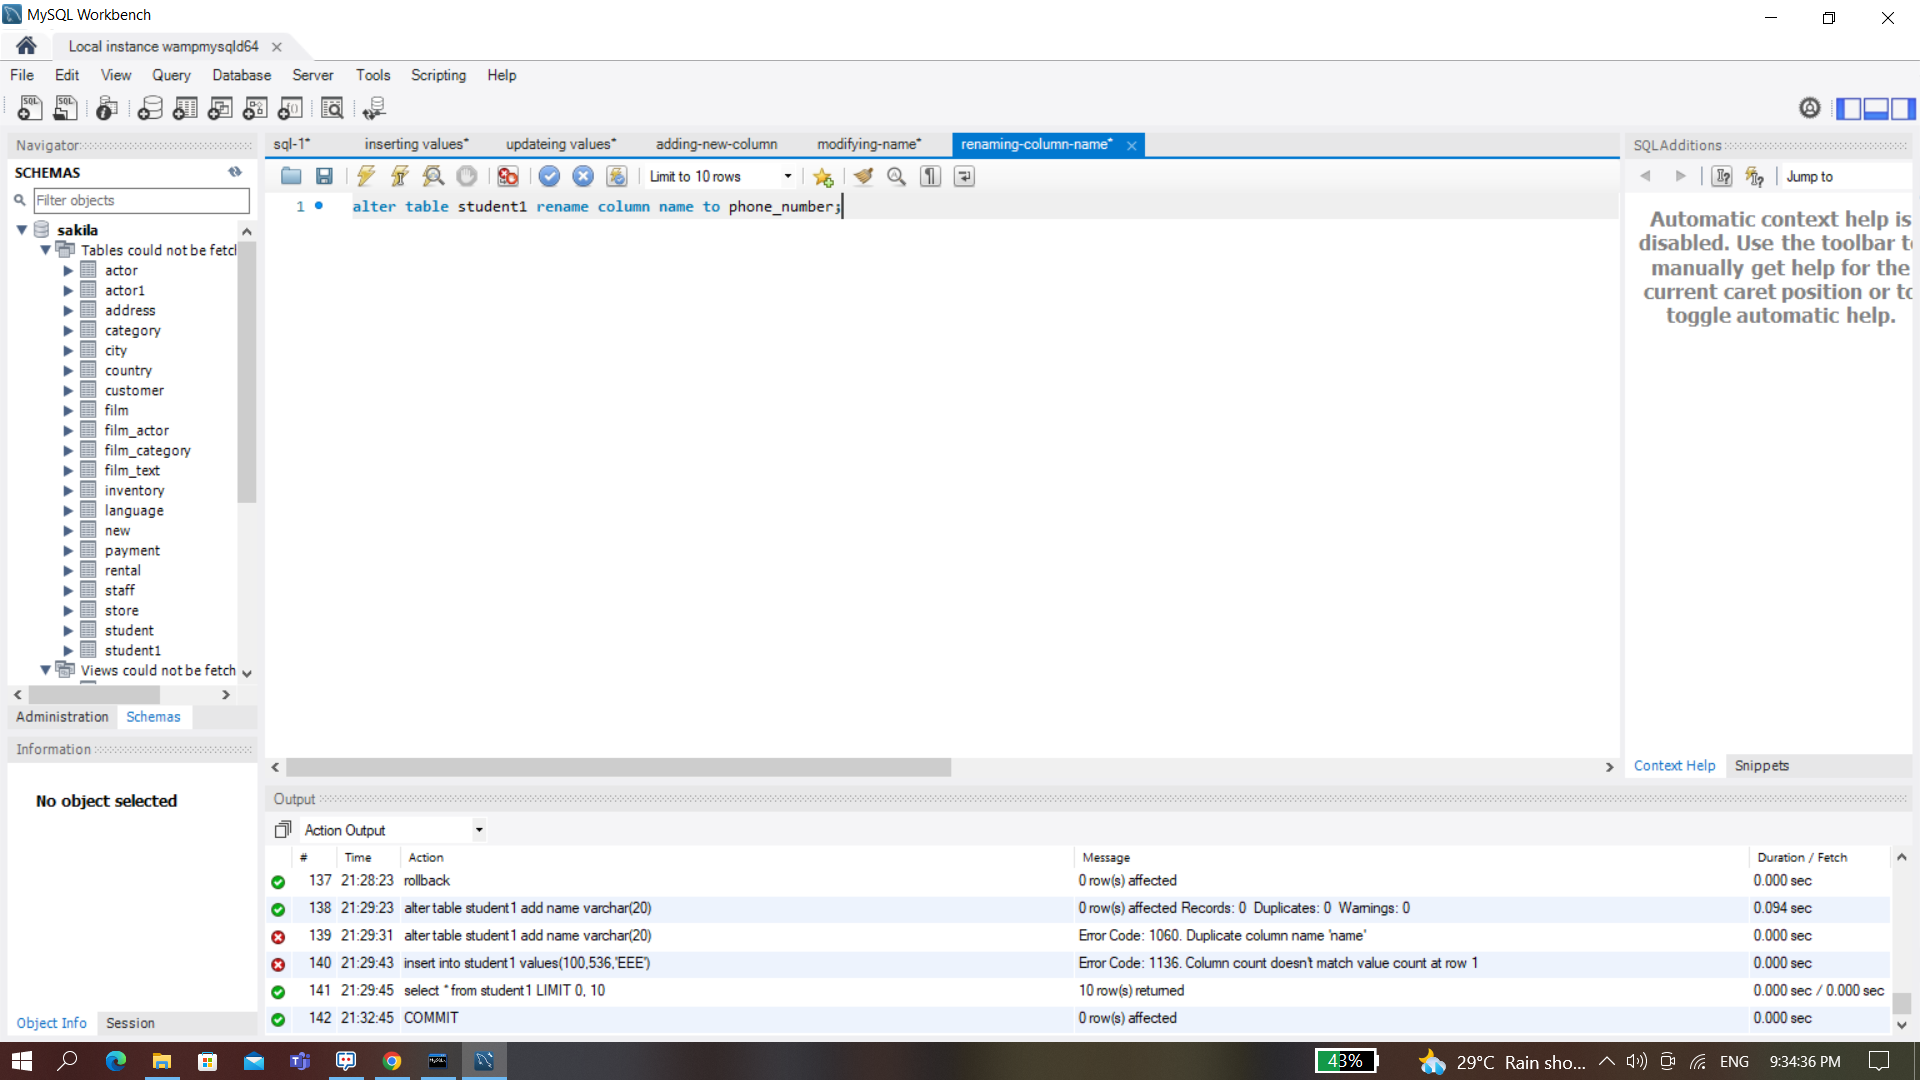 MySQL Workbench
Local instance wampmysqld64
File Edit View Query Database Server Tools Scripting Help
Navigator
SCHEMAS
Filter objects
sakila
Tables could not be fetch
actor
actor1
address
category
city
country
customer
film
film_actor
film_category
film_text
inventory
language
new
payment
rental
staff
store
student
student1
Views could not be fetch
Administration Schemas
Information
No object selected
Object Info Session
sql-1* inserting values* updateing values* adding-new-column modifying-name* renaming-column-name*
Limit to 10 rows
1 alter table student1 rename column name to phone_number;
SQLAdditions
Jump to
Automatic context help is
disabled. Use the toolbar to
manually get help for the
current caret position or to
toggle automatic help.
Context Help Snippets
Output
Action Output
# Time Action Message Duration / Fetch
137 21:28:23 rollback 0 row(s) affected 0.000 sec
138 21:29:23 alter table student1 add name varchar(20) 0 row(s) affected Records: 0 Duplicates: 0 Warnings: 0 0.094 sec
139 21:29:31 alter table student1 add name varchar(20) Error Code: 1060. Duplicate column name 'name' 0.000 sec
140 21:29:43 insert into student1 values(100,536,'EEE') Error Code: 1136. Column count doesn't match value count at row 1 0.000 sec
141 21:29:45 select * from student1 LIMIT 0, 10 10 row(s) returned 0.000 sec / 0.000 sec
142 21:32:45 COMMIT 0 row(s) affected 0.000 sec
43% 29°C Rain sho... ENG 9:34:36 PM